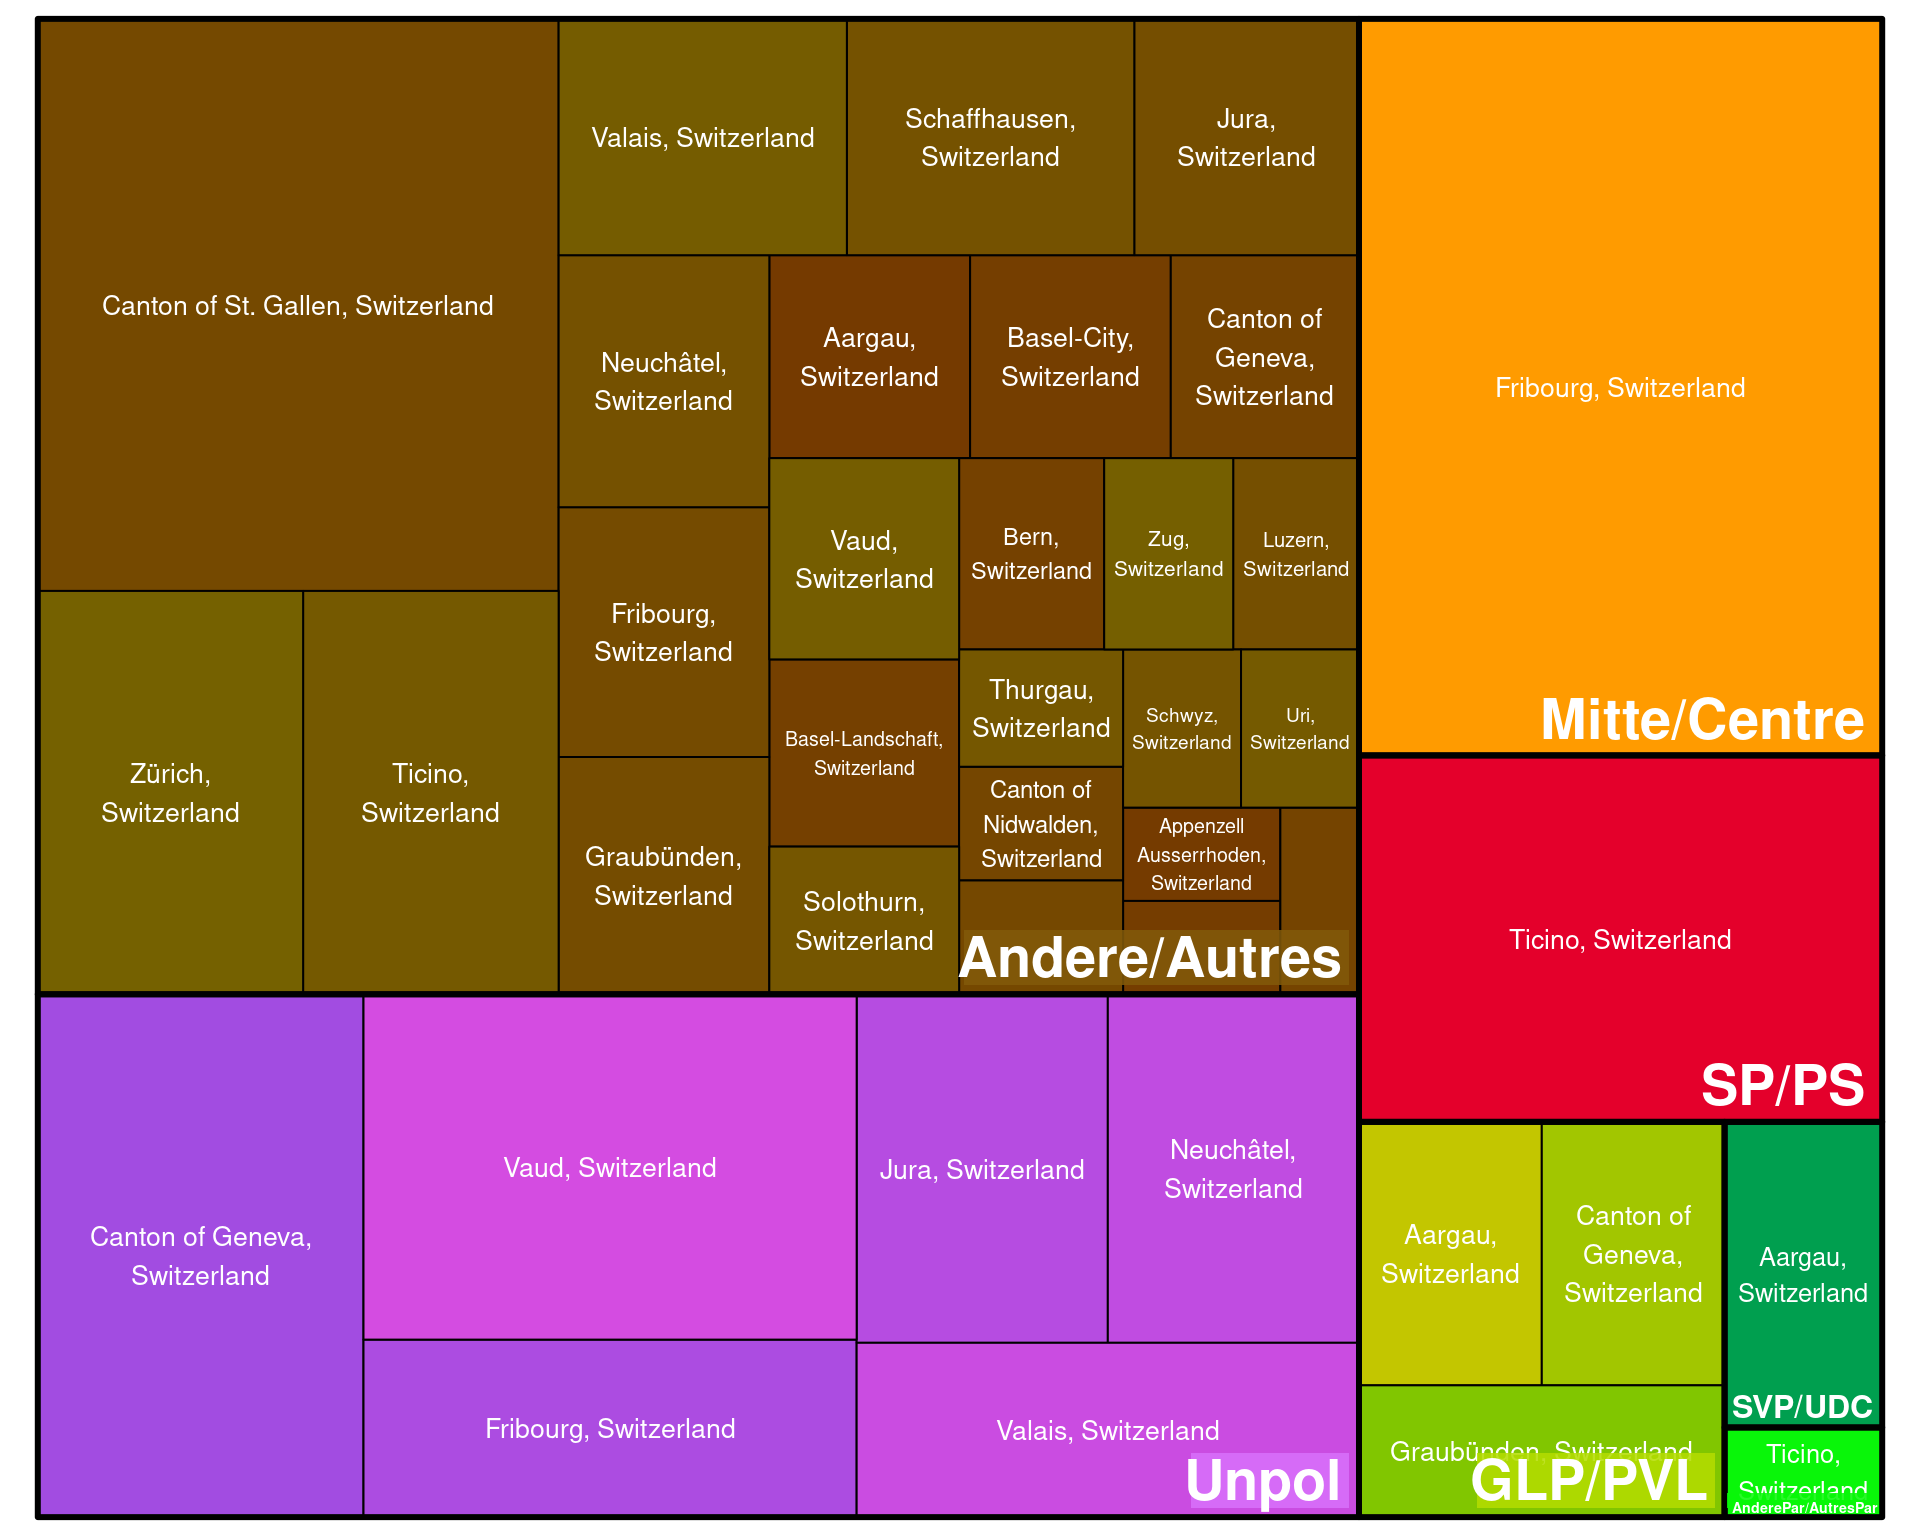 Canton of St. Gallen, Switzerland
Valais, Switzerland
Schaffhausen,
Switzerland
Jura,
Switzerland
Neuchâtel,
Switzerland
Aargau,
Switzerland
Basel-City,
Switzerland
Canton of
Geneva,
Switzerland
Fribourg,
Switzerland
Vaud,
Switzerland
Bern,
Switzerland
Zug,
Switzerland
Luzern,
Switzerland
Zürich,
Switzerland
Ticino,
Switzerland
Graubünden,
Switzerland
Basel-Landschaft,
Switzerland
Solothurn,
Switzerland
Thurgau,
Switzerland
Schwyz,
Switzerland
Uri,
Switzerland
Canton of
Nidwalden,
Switzerland
Appenzell
Ausserrhoden,
Switzerland
Andere/Autres
Canton of Geneva,
Switzerland
Vaud, Switzerland
Jura, Switzerland
Neuchâtel,
Switzerland
Fribourg, Switzerland
Valais, Switzerland
Unpol
Fribourg, Switzerland
Mitte/Centre
Ticino, Switzerland
SP/PS
Aargau,
Switzerland
Canton of
Geneva,
Switzerland
Graubünden, Switzerland
GLP/PVL
Aargau,
Switzerland
SVP/UDC
Ticino,
Switzerland
AnderePar/AutresPar